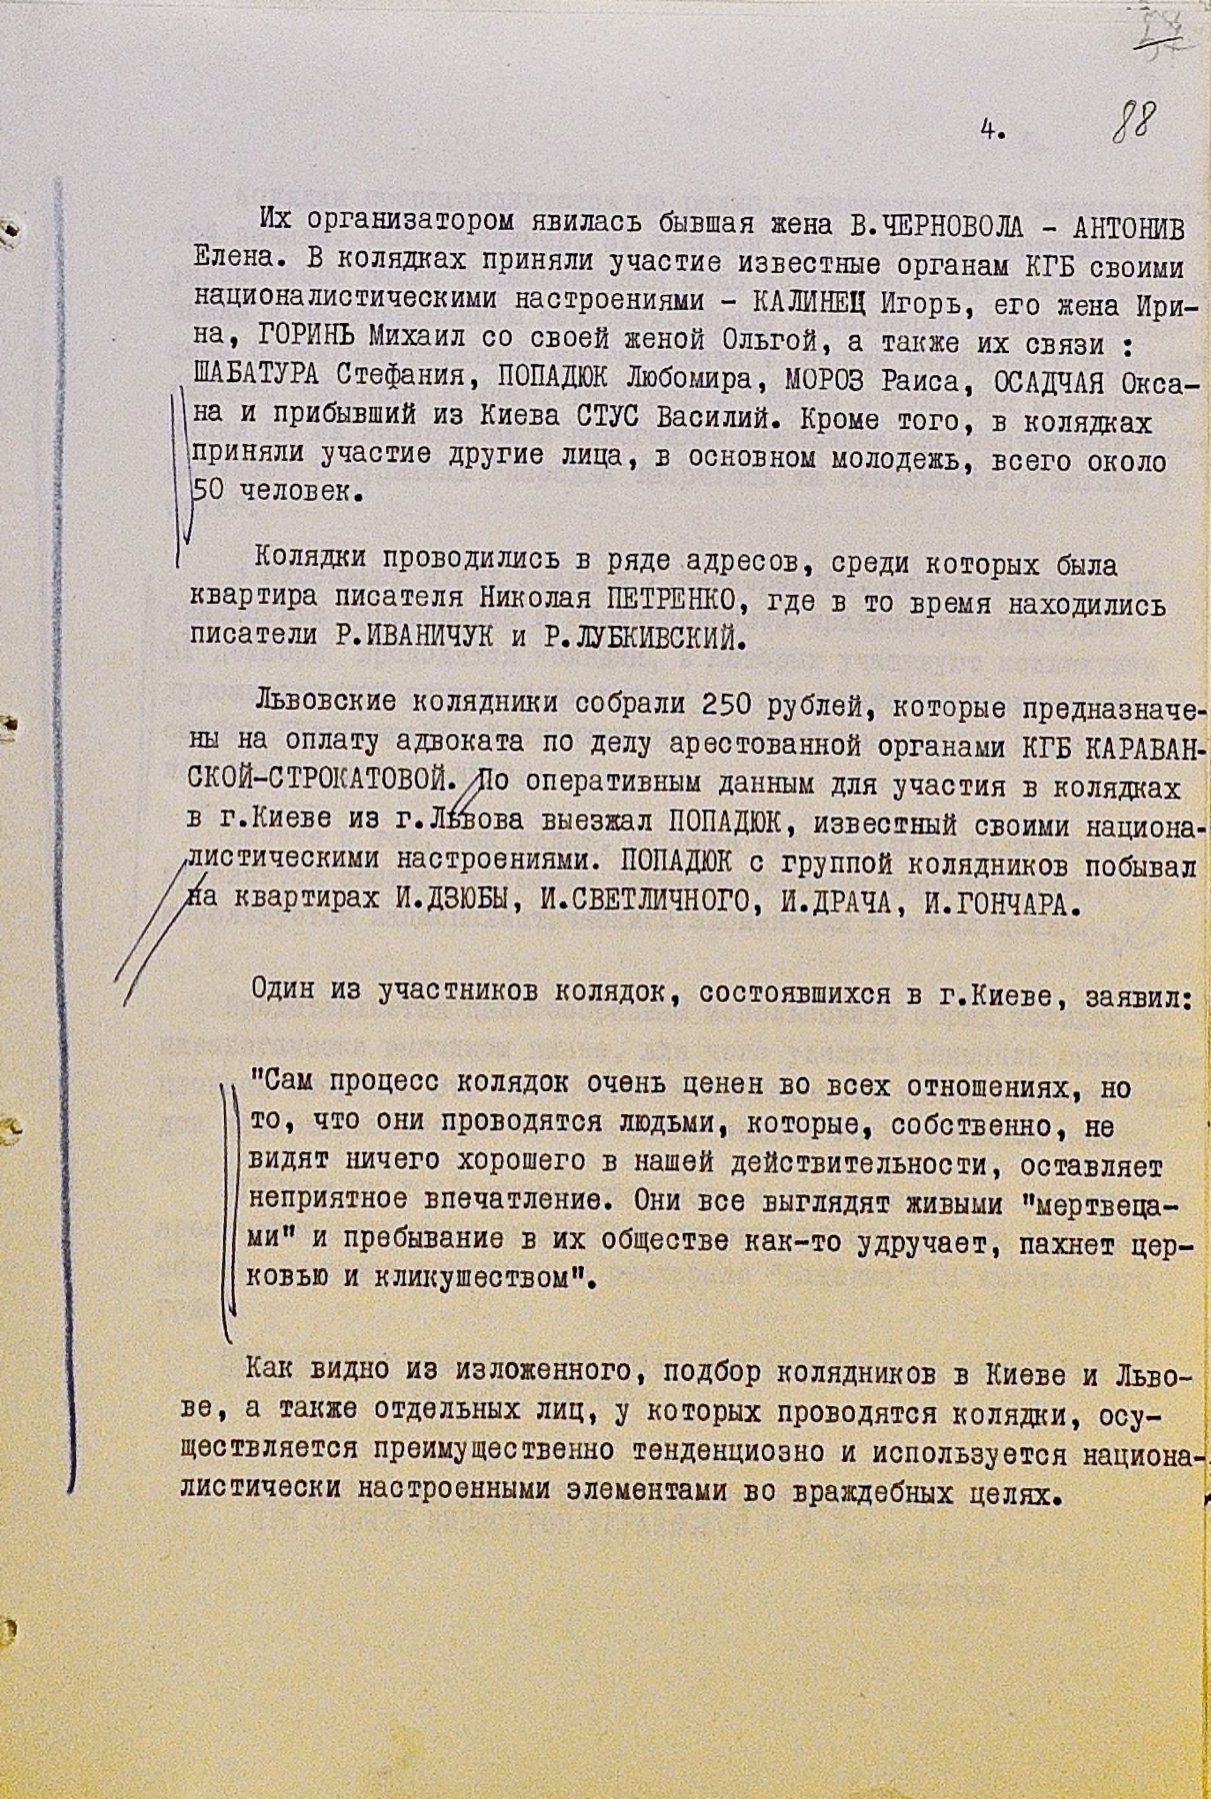 4.
88
Их организатором явилась бывшая жена В.ЧЕРНОВОЛА - АНТОНИВ
Елена. В колядках приняли участие известные органам КГБ своими
националистическими настроениями - КАЛИНЕЦ Игорь, его жена Ири-
на, ГОРИНЬ Михаил со своей женой Ольгой, а также их связи :
ШАБАТУРА Стефания, ПОПАДЮК Любомира, МОРОЗ Раиса, ОСАДЧАЯ Окса-
на и прибывший из Киева СТУС Василий. Кроме того, в колядках
приняли участие другие лица, в основном молодежь, всего около
50 человек.
Колядки проводились в ряде адресов, среди которых была
квартира писателя Николая ПЕТРЕНКО, где в то время находились
писатели Р.ИВАНИЧУК и Р.ЛУБКИВСКИЙ.
Львовские колядники собрали 250 рублей, которые предназначе-
ны на оплату адвоката по делу арестованной органами КГБ КАРАВАН-
СКОЙ-СТРОКАТОВОЙ. По оперативным данным для участия в колядках
в г.Киеве из г.Львова выезжал ПОПАДЮК, известный своими национа-
листическими настроениями. ПОПАДЮК с группой колядников побывал
на квартирах И.ДЗЮБЫ, И.СВЕТЛИЧНОГО, И.ДРАЧА, И.ГОНЧАРА.
Один из участников колядок, состоявшихся в г.Киеве, заявил:
"Сам процесс колядок очень ценен во всех отношениях, но
то, что они проводятся людьми, которые, собственно, не
видят ничего хорошего в нашей действительности, оставляет
неприятное впечатление. Они все выглядят живыми "мертвеца-
ми" и пребывание в их обществе как-то удручает, пахнет цер-
ковью и кликушеством".
Как видно из изложенного, подбор колядников в Киеве и Льво-
ве, а также отдельных лиц, у которых проводятся колядки, осу-
ществляется преимущественно тенденциозно и используется национа-
листически настроенными элементами во враждебных целях.